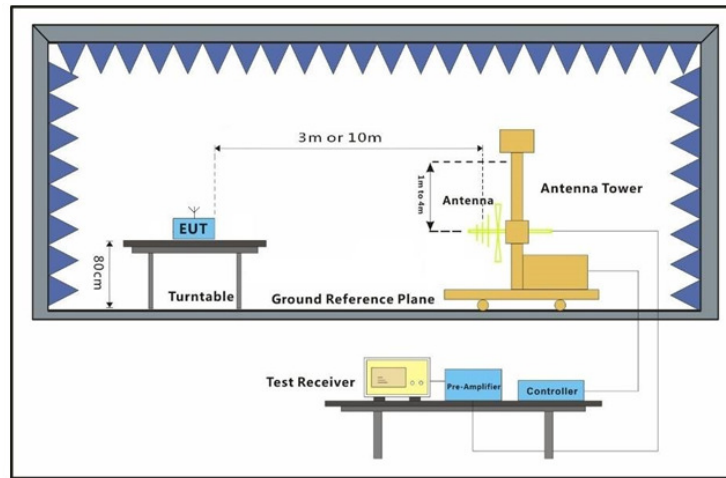 3m or 10m
1m to 4m
Antenna
Antenna Tower
EUT
80cm
Turntable
Ground Reference Plane
Test Receiver
Pre-Amplifier
Controller